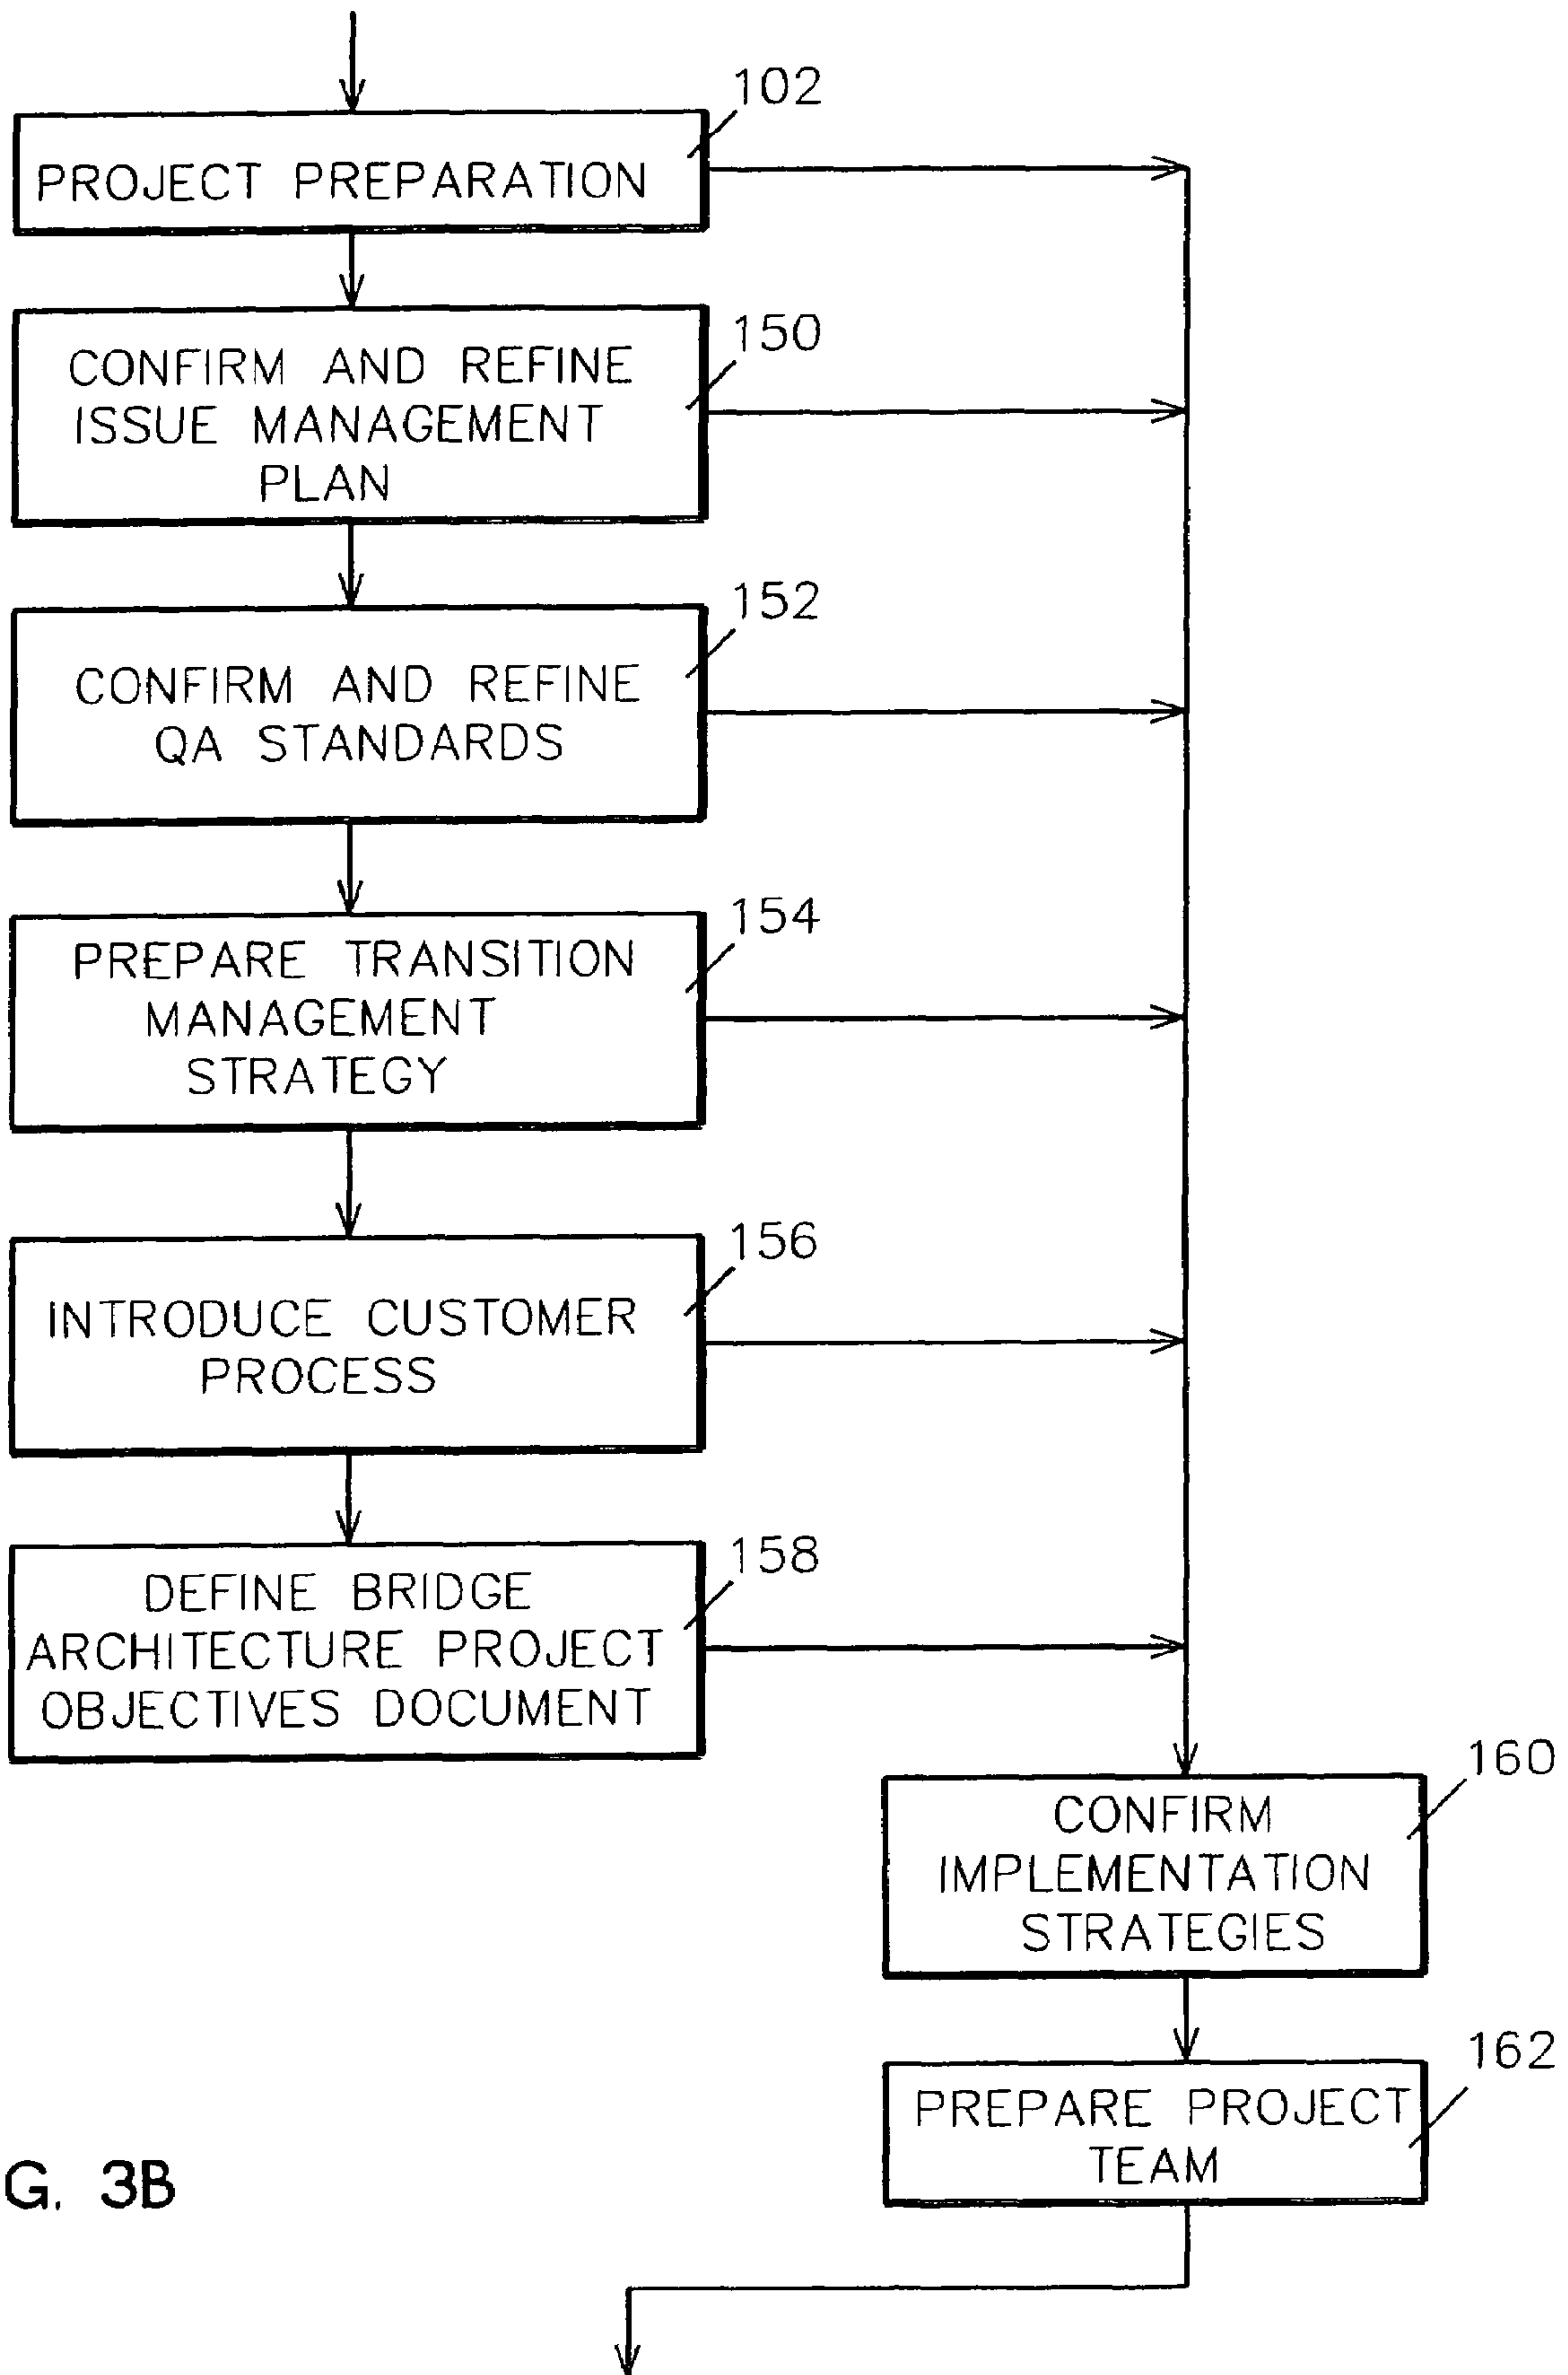 102
PROJECT PREPARATION
150
CONFIRM AND REFINE
ISSUE MANAGEMENT
PLAN
152
CONFIRM AND REFINE
QA STANDARDS
154
PREPARE TRANSITION
MANAGEMENT
STRATEGY
156
INTRODUCE CUSTOMER
PROCESS
158
DEFINE BRIDGE
ARCHITECTURE PROJECT
OBJECTIVES DOCUMENT
160
CONFIRM
IMPLEMENTATION
STRATEGIES
162
PREPARE PROJECT
TEAM
G. 3B